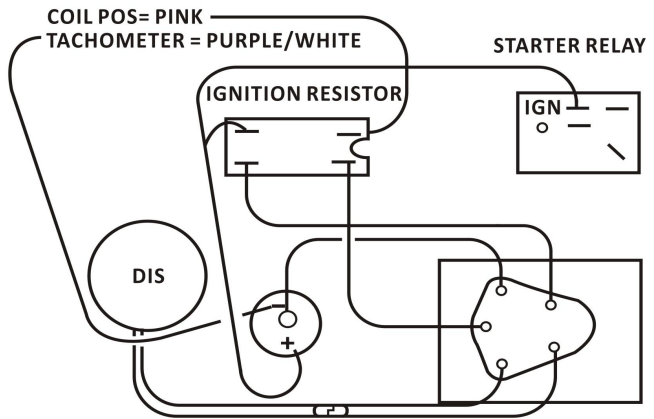 COIL POS= PINK
TACHOMETER = PURPLE/WHITE
STARTER RELAY
IGNITION RESISTOR
IGN
DIS
+